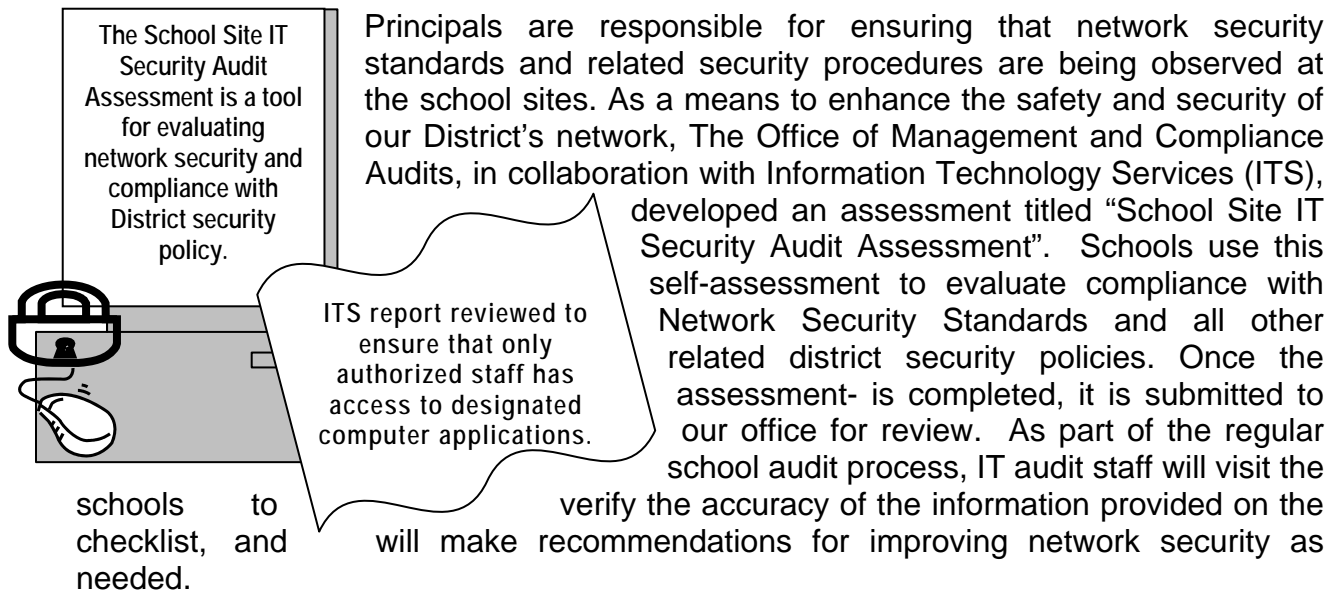 The School Site IT
Security Audit
Assessment is a tool
for evaluating
network security and
compliance with
District security
policy.
Principals are responsible for ensuring that network security
standards and related security procedures are being observed at
the school sites. As a means to enhance the safety and security of
our District's network, The Office of Management and Compliance
Audits, in collaboration with Information Technology Services (ITS),
developed an assessment titled “School Site IT
Security Audit Assessment”. Schools use this
self-assessment to evaluate compliance with
Network Security Standards and all other
related district security policies. Once the
assessment- is completed, it is submitted to
our office for review. As part of the regular
school audit process, IT audit staff will visit the
schools to verify the accuracy of the information provided on the
checklist, and will make recommendations for improving network security as
needed.
ITS report reviewed to
ensure that only
authorized staff has
access to designated
computer applications.